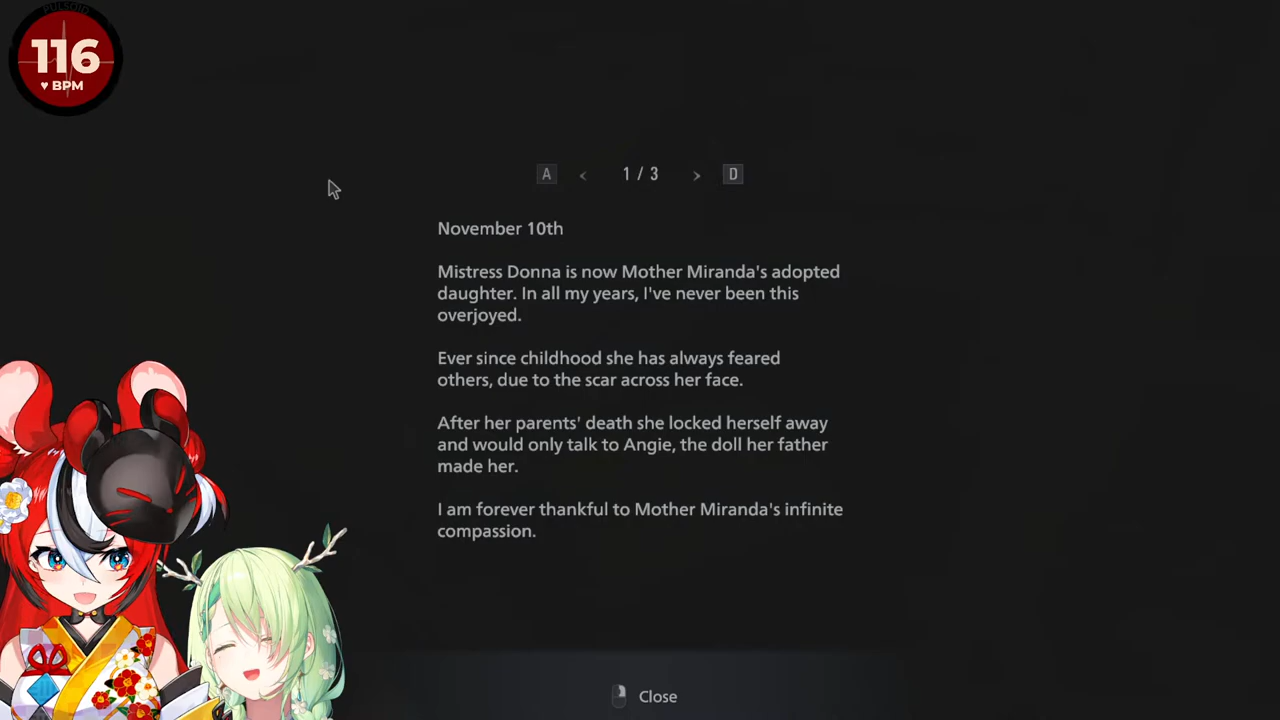 116
♥ BPM
A < 1 / 3 > D
November 10th
Mistress Donna is now Mother Miranda's adopted
daughter. In all my years, I've never been this
overjoyed.
Ever since childhood she has always feared
others, due to the scar across her face.
After her parents' death she locked herself away
and would only talk to Angie, the doll her father
made her.
I am forever thankful to Mother Miranda's infinite
compassion.
Close